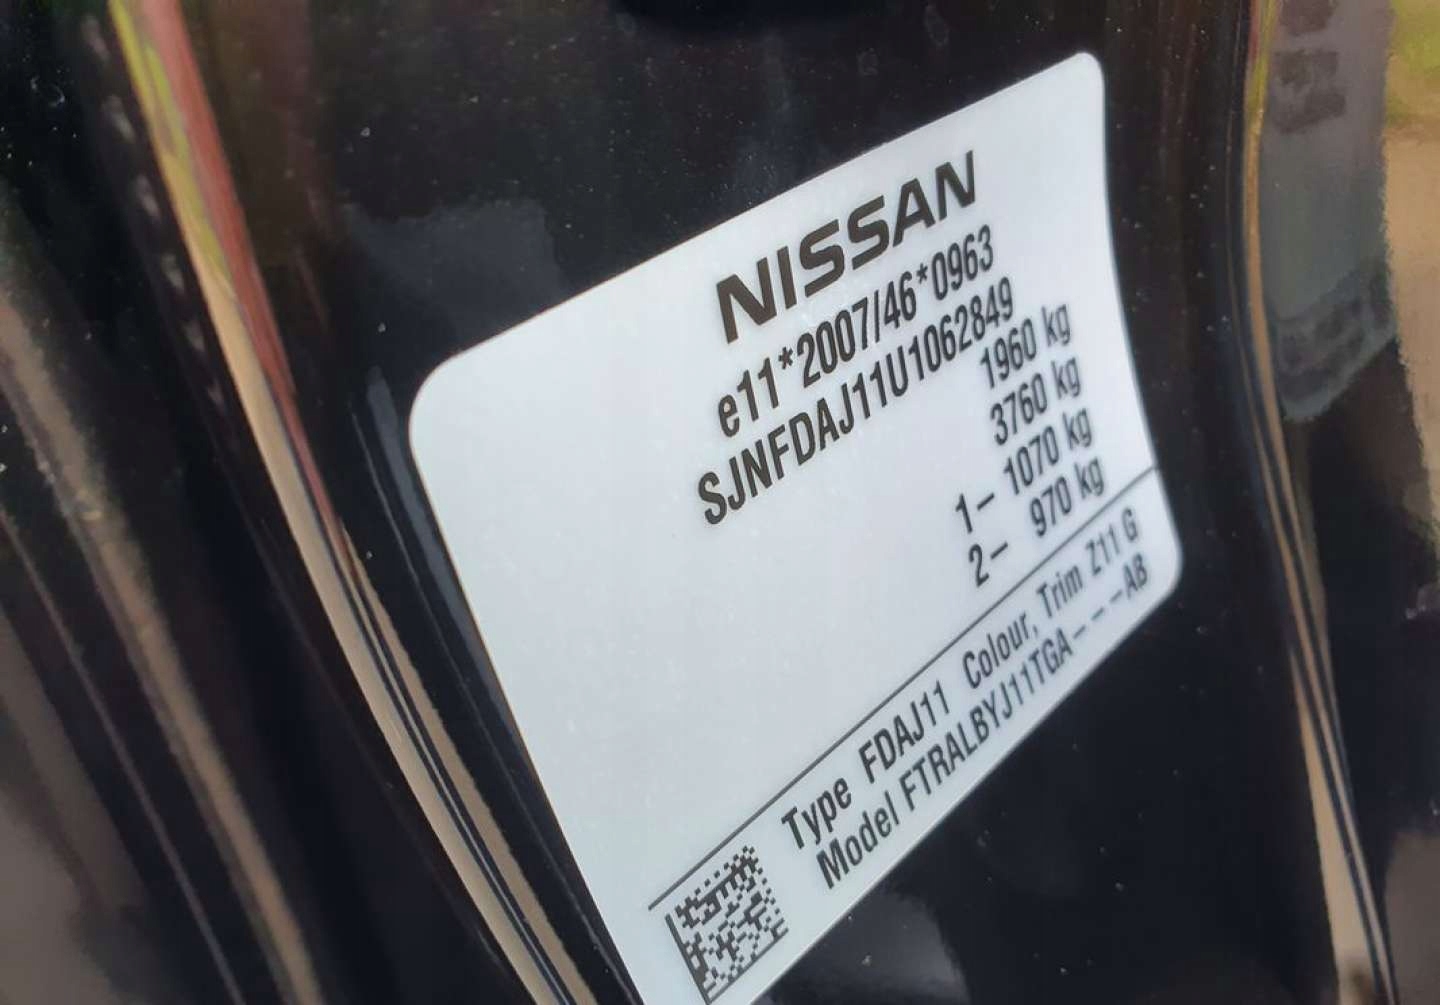 NISSAN
e11*2007/46*0963
SJNFDAJ11U1062849
1960 kg
3760 kg
1– 1070 kg
2– 970 kg
Type FDAJ11 Colour, Trim Z11 G
Model FTRALBYJ11TGA–––AB